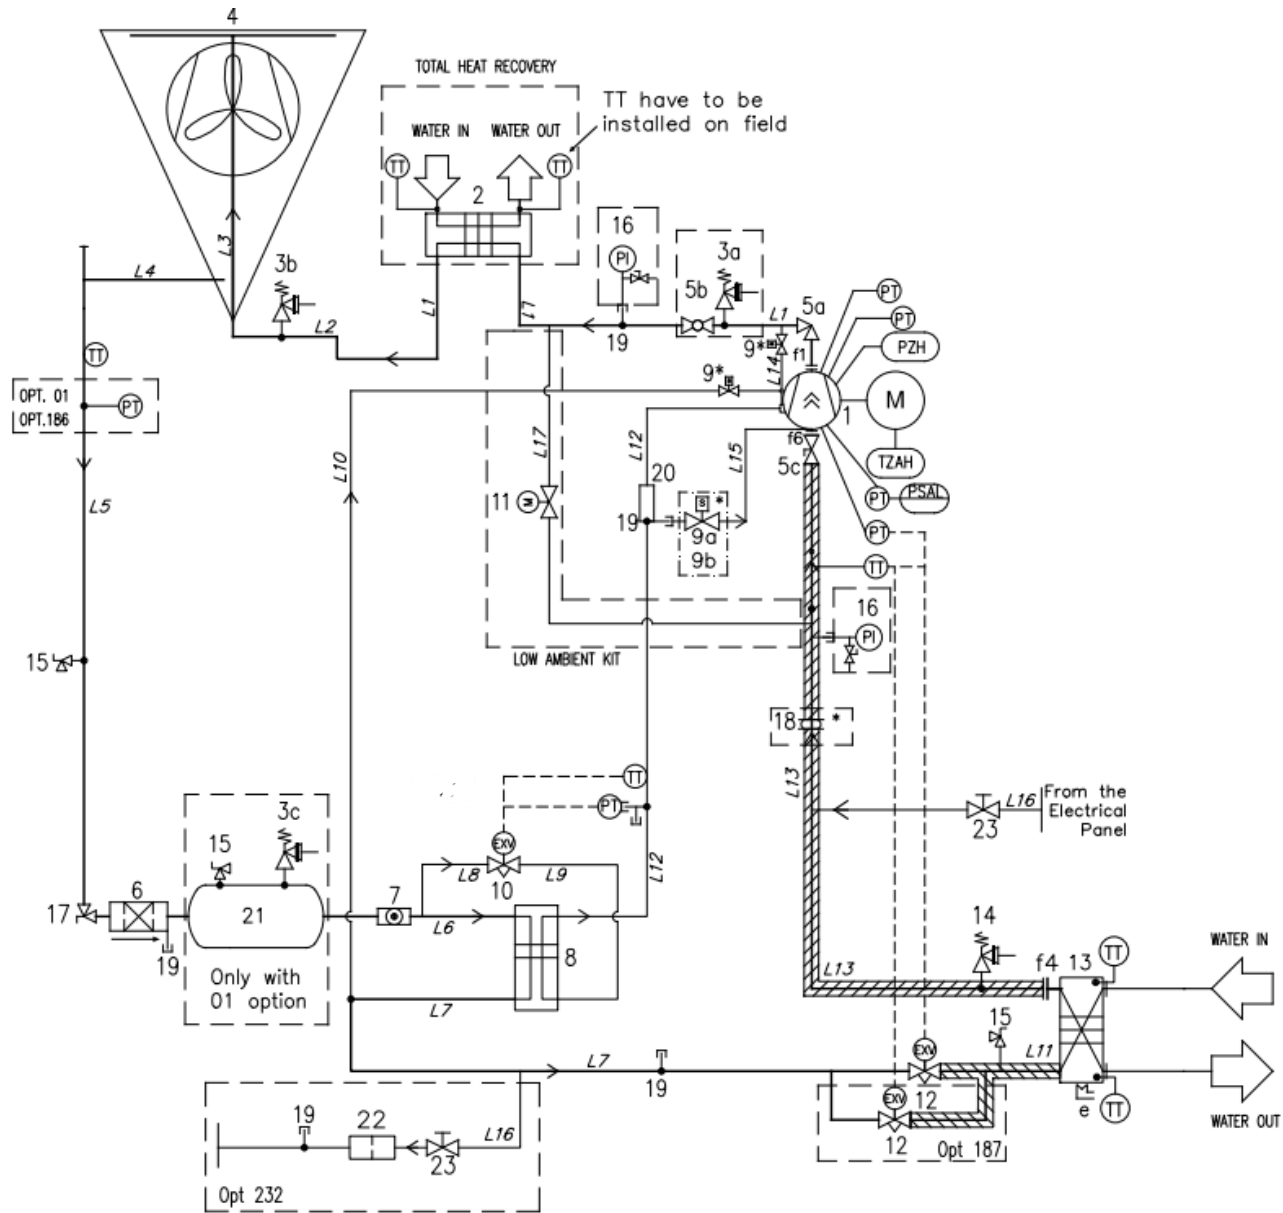 4
TOTAL HEAT RECOVERY
TT have to be
installed on field
WATER IN
WATER OUT
TT
TT
2
L3
L4
3b
L2
L1
L1
16
PI
19
3a
5b
L1
5a
9*
L14
f1
PT
PT
PZH
M
1
TZAH
PT
PSAL
PT
TT
TT
OPT. 01
OPT.186
PT
L5
9*
L10
L17
L12
L15
f6
5c
11
M
20
19
S
*
9a
9b
16
PI
LOW AMBIENT KIT
15
18
*
L13
L16
23
From the
Electrical
Panel
TT
PT
EXV
L8
10
L9
L12
3c
15
17
6
19
21
Only with
01 option
7
L6
8
L7
14
L13
f4
13
TT
WATER IN
15
L11
EXV
12
e
TT
WATER OUT
L7
19
EXV
12
Opt 187
19
22
23
L16
Opt 232